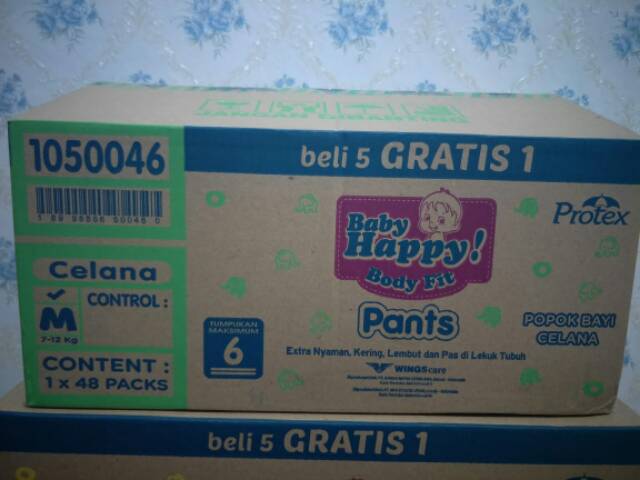 1050046
beli 5 GRATIS 1
Celana
M
7-12 Kg
CONTROL :
CONTENT :
1 x 48 PACKS
TUMPUKAN
MAKSIMUM
6
Baby
Happy!
Body Fit
Pants
Extra Nyaman, Kering, Lembut dan Pas di Lekuk Tubuh
WINGScare
Protex
POPOK BAYI
CELANA
beli 5 GRATIS 1